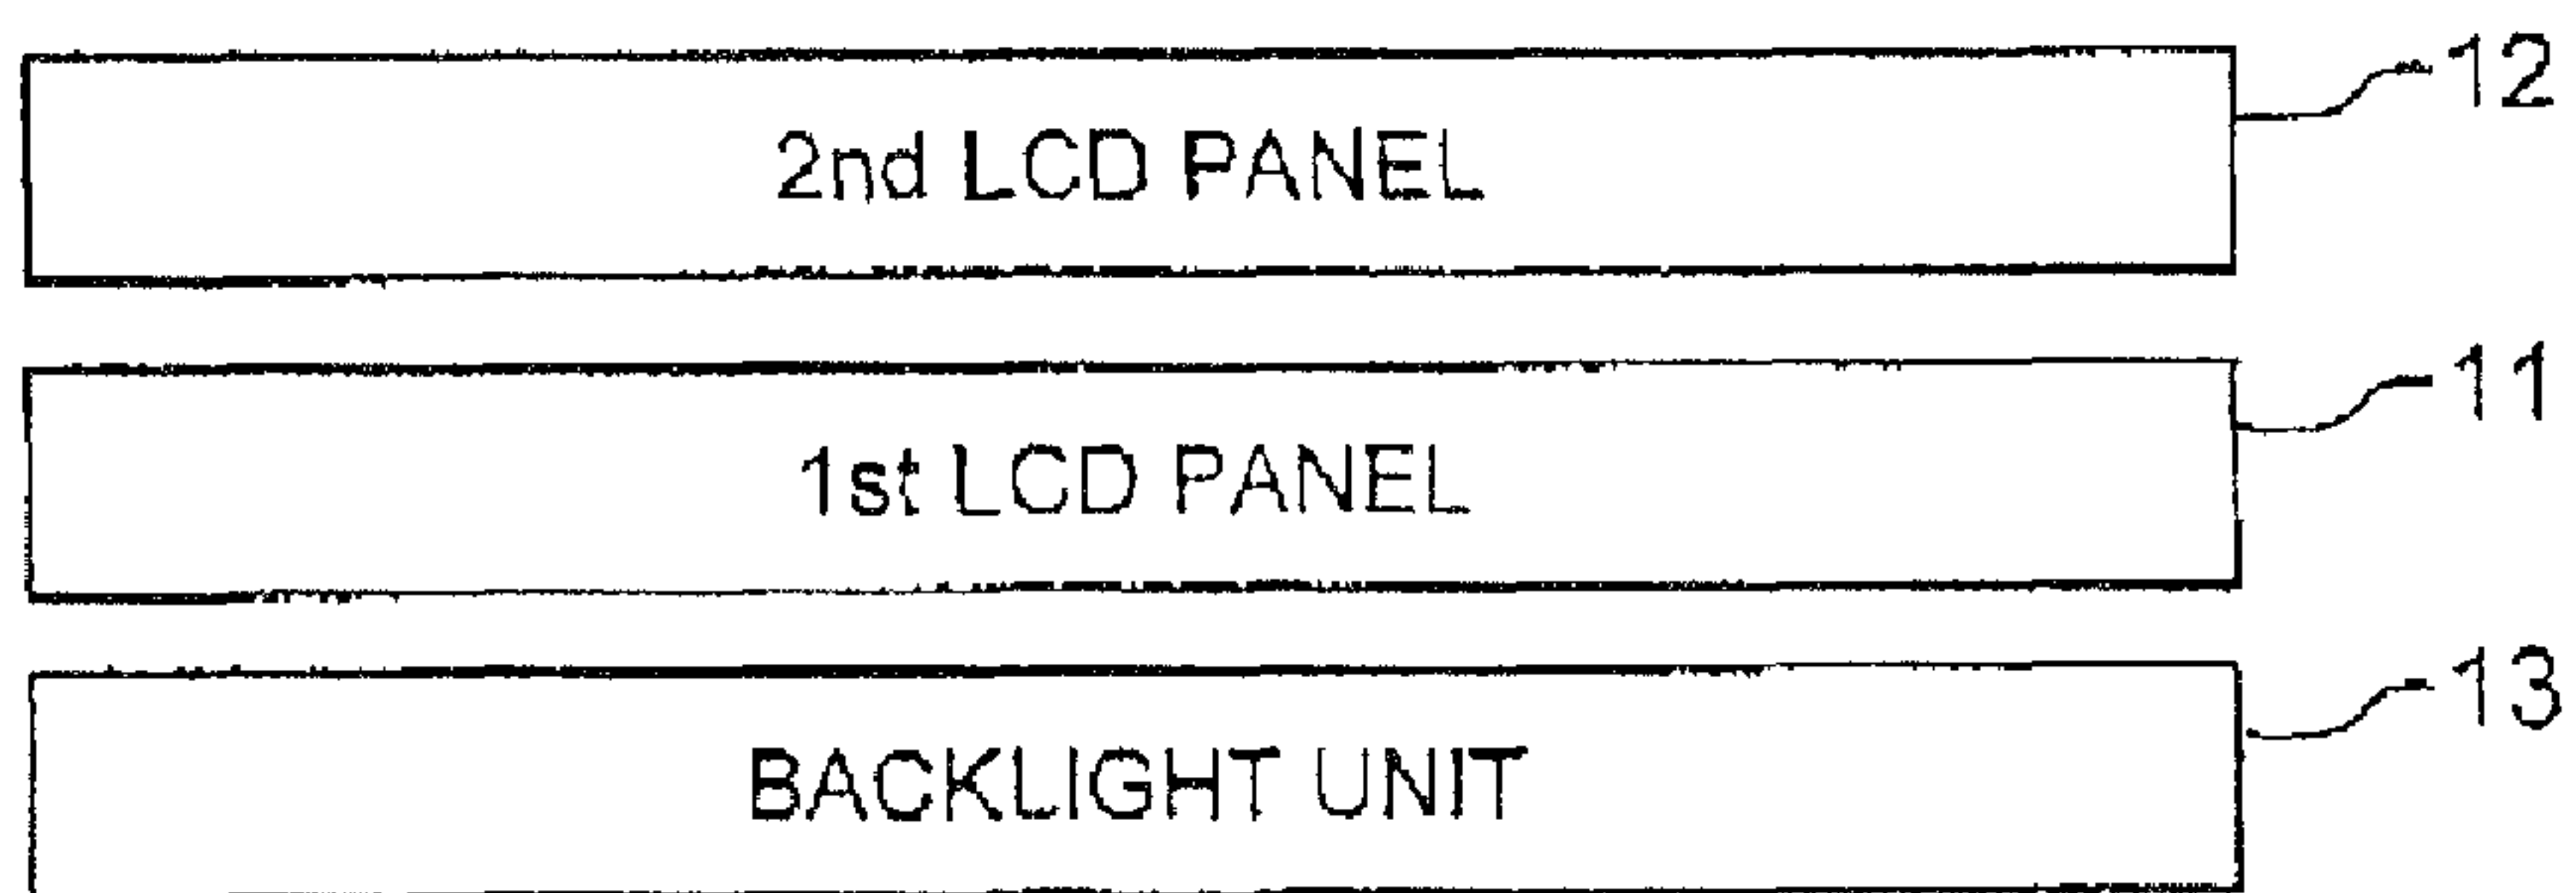 12
2nd LCD PANEL
11
1st LCD PANEL
13
BACKLIGHT UNIT